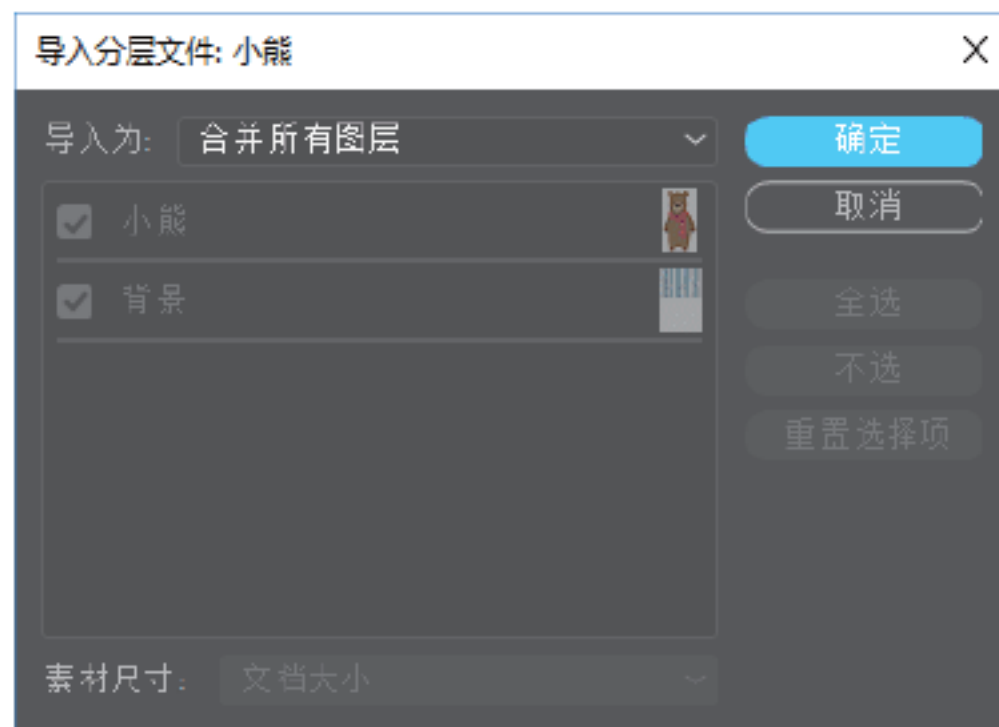 导入分层文件: 小熊
导入为: 合并所有图层
确定
取消
小熊
背景
全选
不选
重置选择项
素材尺寸: 文档大小